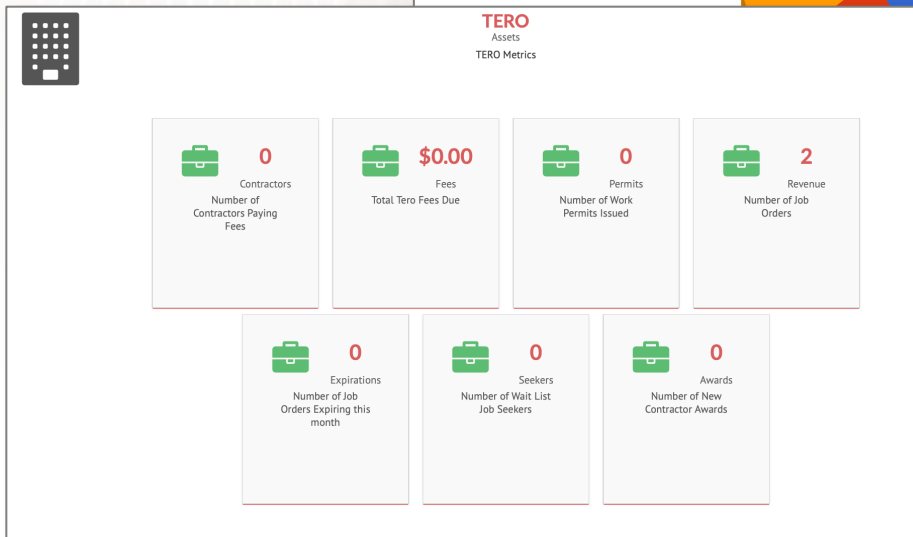 TERO
Assets
TERO Metrics
0
Contractors
Number of
Contractors Paying
Fees
$0.00
Fees
Total Tero Fees Due
0
Permits
Number of Work
Permits Issued
2
Revenue
Number of Job
Orders
0
Expirations
Number of Job
Orders Expiring this
month
0
Seekers
Number of Wait List
Job Seekers
0
Awards
Number of New
Contractor Awards